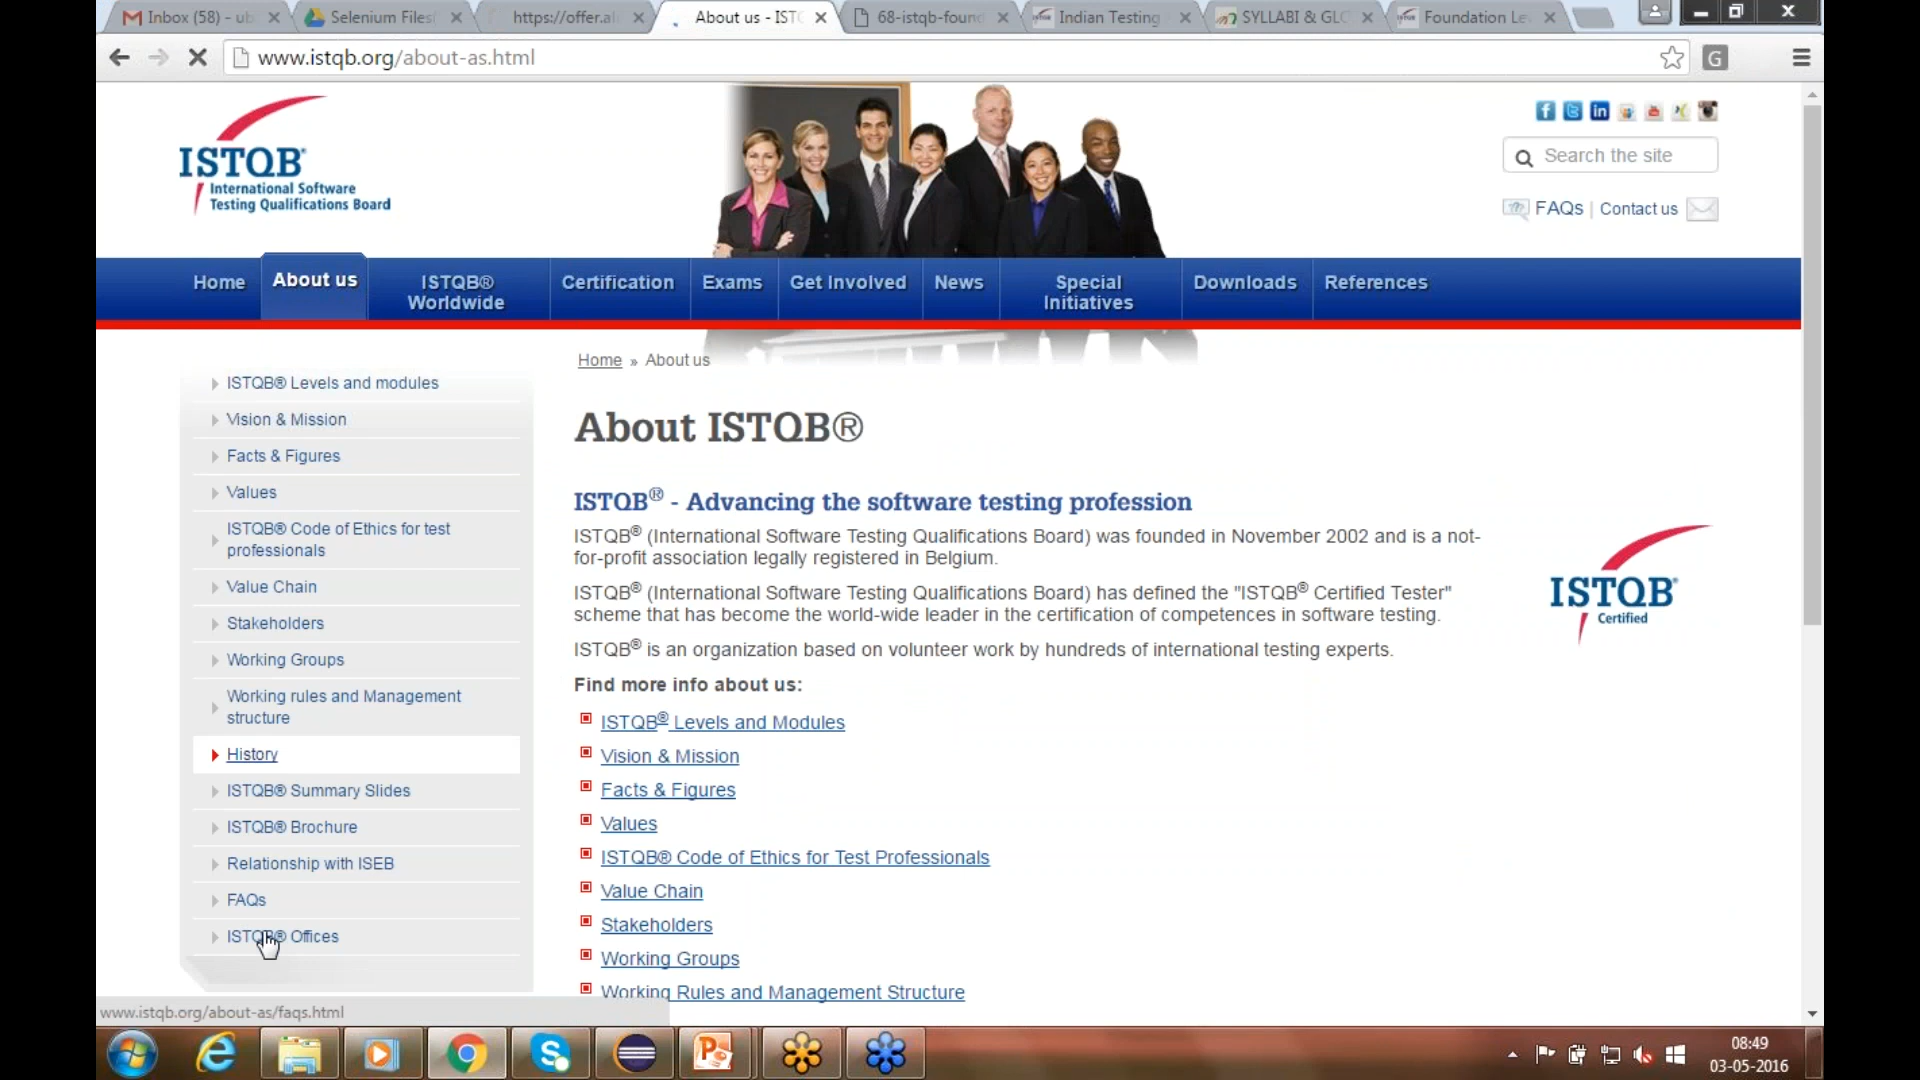 Inbox (58) - ub
Selenium Files
https://offer.al
About us - IST
68-istqb-found
Indian Testing
SYLLABI & GLO
Foundation Lev
www.istqb.org/about-as.html
G
ISTQB®
International Software
Testing Qualifications Board
Search the site
FAQs | Contact us
Home
About us
ISTQB®
Worldwide
Certification
Exams
Get Involved
News
Special
Initiatives
Downloads
References
Home » About us
ISTQB® Levels and modules
Vision & Mission
Facts & Figures
Values
ISTQB® Code of Ethics for test
professionals
Value Chain
Stakeholders
Working Groups
Working rules and Management
structure
History
ISTQB® Summary Slides
ISTQB® Brochure
Relationship with ISEB
FAQs
ISTQB® Offices
About ISTQB®
ISTQB® - Advancing the software testing profession
ISTQB® (International Software Testing Qualifications Board) was founded in November 2002 and is a not-
for-profit association legally registered in Belgium.
ISTQB® (International Software Testing Qualifications Board) has defined the "ISTQB® Certified Tester"
scheme that has become the world-wide leader in the certification of competences in software testing.
ISTQB® is an organization based on volunteer work by hundreds of international testing experts.
Find more info about us:
ISTQB® Levels and Modules
Vision & Mission
Facts & Figures
Values
ISTQB® Code of Ethics for Test Professionals
Value Chain
Stakeholders
Working Groups
Working Rules and Management Structure
ISTQB®
Certified
www.istqb.org/about-as/faqs.html
08:49
03-05-2016